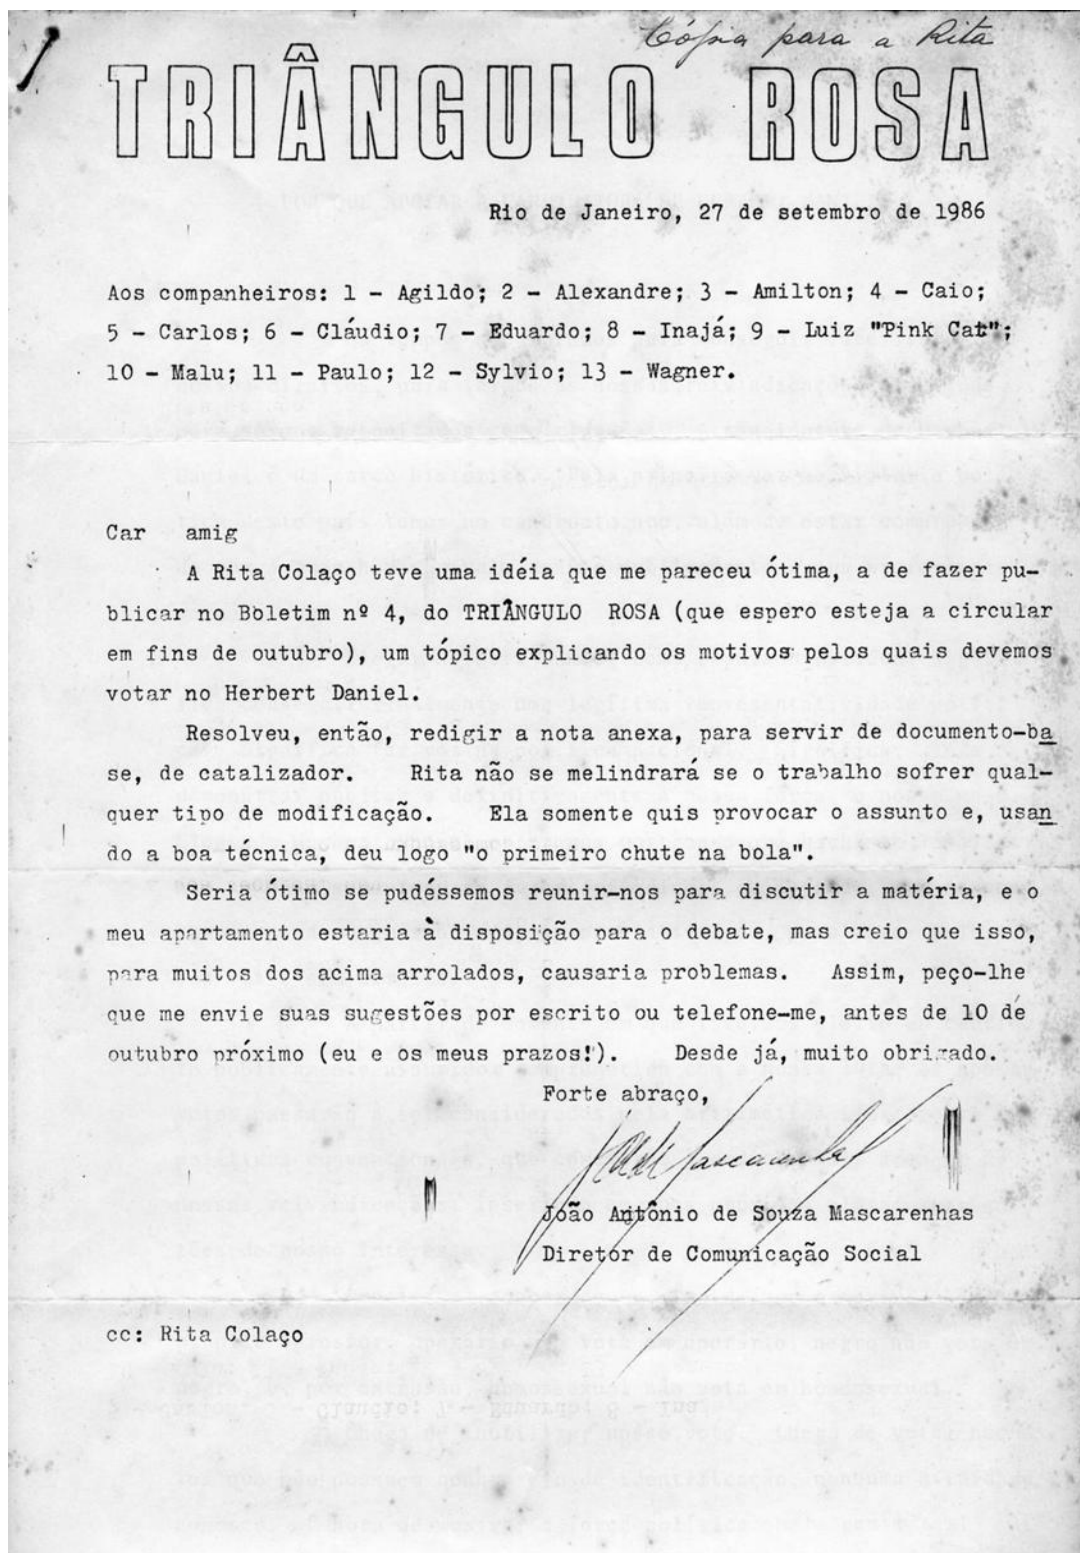 Cópia para a Rita
TRIÂNGULO ROSA
Rio de Janeiro, 27 de setembro de 1986
Aos companheiros: 1 - Agildo; 2 - Alexandre; 3 - Amilton; 4 - Caio;
5 - Carlos; 6 - Cláudio; 7 - Eduardo; 8 - Inajá; 9 - Luiz "Pink Cat";
10 - Malu; 11 - Paulo; 12 - Sylvio; 13 - Wagner.
Car amig
A Rita Colaço teve uma idéia que me pareceu ótima, a de fazer pu-
blicar no Boletim nº 4, do TRIÂNGULO ROSA (que espero esteja a circular
em fins de outubro), um tópico explicando os motivos pelos quais devemos
votar no Herbert Daniel.
Resolveu, então, redigir a nota anexa, para servir de documento-ba
se, de catalizador. Rita não se melindrará se o trabalho sofrer qual-
quer tipo de modificação. Ela somente quis provocar o assunto e, usan
do a boa técnica, deu logo "o primeiro chute na bola".
Seria ótimo se pudéssemos reunir-nos para discutir a matéria, e o
meu apartamento estaria à disposição para o debate, mas creio que isso,
para muitos dos acima arrolados, causaria problemas. Assim, peço-lhe
que me envie suas sugestões por escrito ou telefone-me, antes de 10 de
outubro próximo (eu e os meus prazos!). Desde já, muito obrigado.
Forte abraço,
João Antônio de Souza Mascarenhas
Diretor de Comunicação Social
cc: Rita Colaço